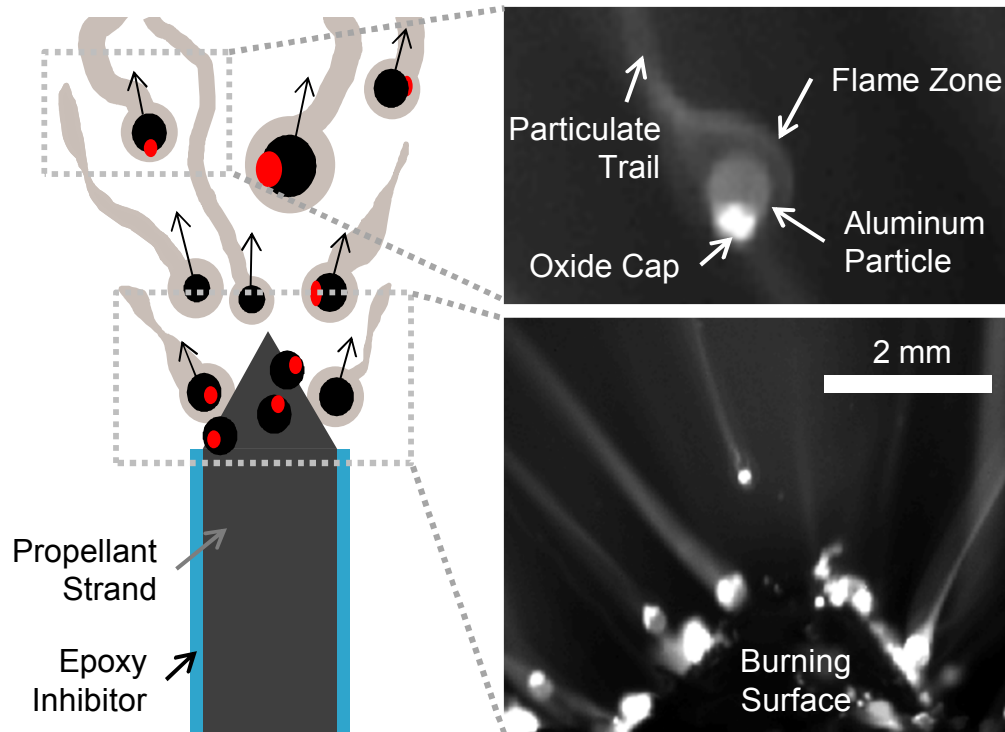 Propellant
Strand
Epoxy
Inhibitor
Particulate
Trail
Flame Zone
Oxide Cap
Aluminum
Particle
2 mm
Burning
Surface